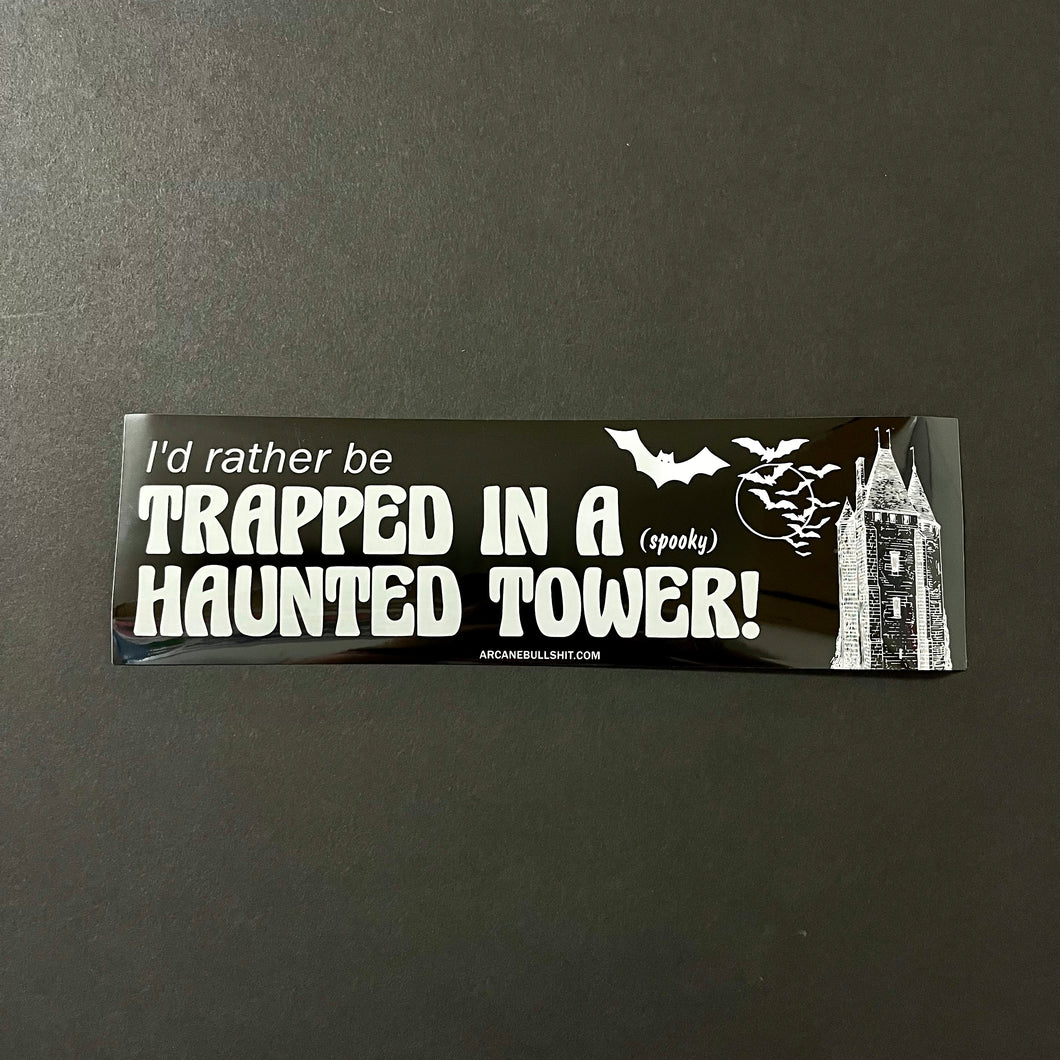 I'd rather be
TRAPPED IN A (spooky)
HAUNTED TOWER!
ARCANEBULLSHIT.COM